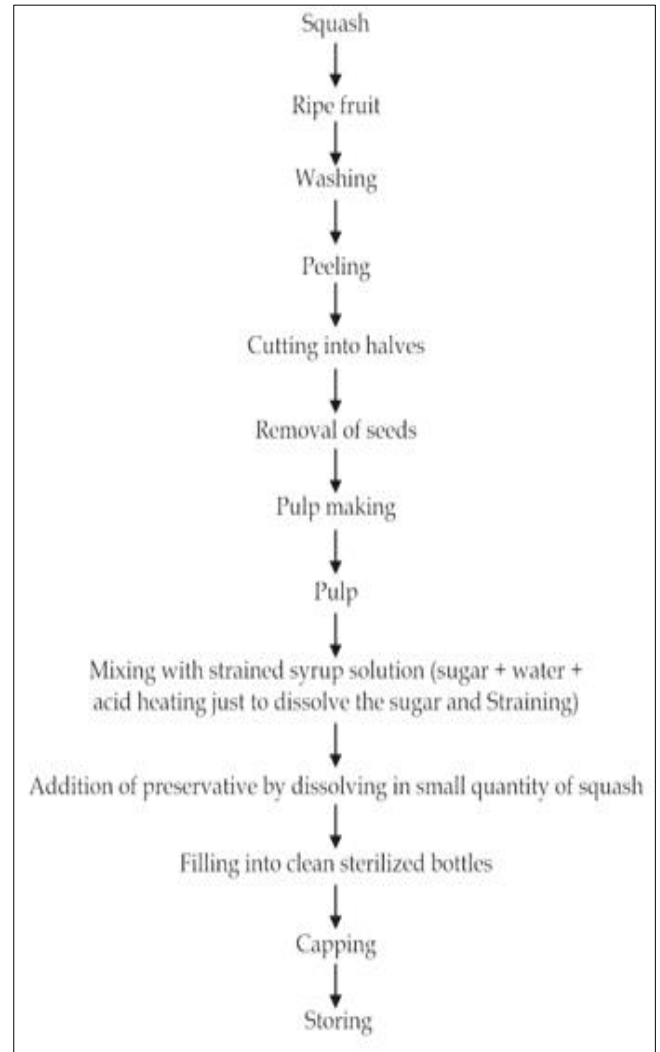 Squash
Ripe fruit
Washing
Peeling
Cutting into halves
Removal of seeds
Pulp making
Pulp
Mixing with strained syrup solution (sugar + water +
acid heating just to dissolve the sugar and Straining)
Addition of preservative by dissolving in small quantity of squash
Filling into clean sterilized bottles
Capping
Storing